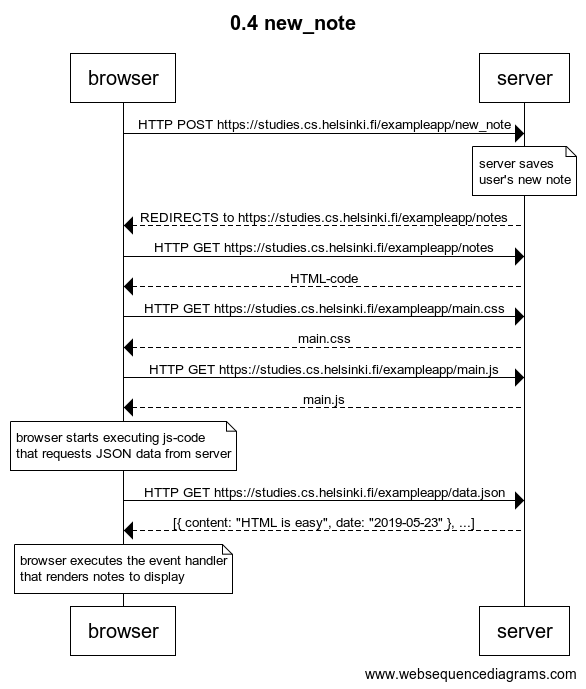 0.4 new_note
browser
server
HTTP POST https://studies.cs.helsinki.fi/exampleapp/new_note
server saves
user's new note
REDIRECTS to https://studies.cs.helsinki.fi/exampleapp/notes
HTTP GET https://studies.cs.helsinki.fi/exampleapp/notes
HTML-code
HTTP GET https://studies.cs.helsinki.fi/exampleapp/main.css
main.css
HTTP GET https://studies.cs.helsinki.fi/exampleapp/main.js
main.js
browser starts executing js-code
that requests JSON data from server
HTTP GET https://studies.cs.helsinki.fi/exampleapp/data.json
[{ content: "HTML is easy", date: "2019-05-23" }, ...]
browser executes the event handler
that renders notes to display
browser
server
www.websequencediagrams.com